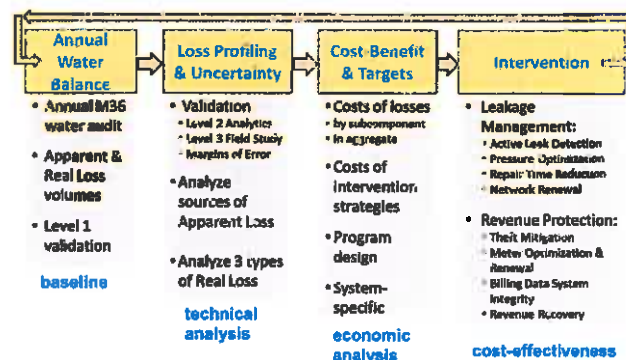 Annual
Water
Balance
• Annual M36
water audit
• Apparent &
Real Loss
volumes
• Level 1
validation
baseline
Loss Profiling
& Uncertainty
• Validation
• Level 2 Analytics
• Level 3 Field Study
• Margins of Error
• Analyze
sources of
Apparent Loss
• Analyze 3 types
of Real Loss
technical
analysis
Cost-Benefit
& Targets
• Costs of losses
• by subcomponent
• in aggregate
• Costs of
intervention
strategies
• Program
design
• System-
specific
economic
analysis
Intervention
• Leakage
Management:
• Active Leak Detection
• Pressure Optimization
• Repair Time Reduction
• Network Renewal
• Revenue Protection:
• Theft Mitigation
• Meter Optimization &
Renewal
• Billing Data System
Integrity
• Revenue Recovery
cost-effectiveness